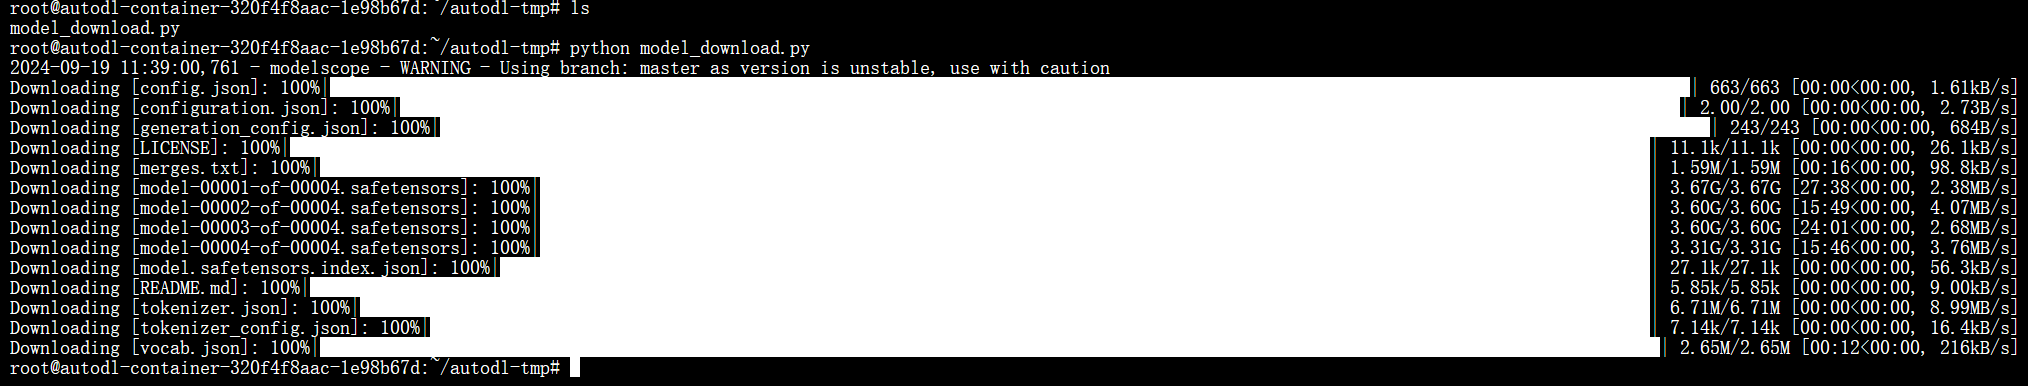 root@autodl-container-320f4f8aac-1e98b67d:~/autodl-tmp# ls
model_download.py
root@autodl-container-320f4f8aac-1e98b67d:~/autodl-tmp# python model_download.py
2024-09-19 11:39:00,761 - modelscope - WARNING - Using branch: master as version is unstable, use with caution
Downloading [config.json]: 100%| | 663/663 [00:00<00:00, 1.61kB/s]
Downloading [configuration.json]: 100%| | 2.00/2.00 [00:00<00:00, 2.73B/s]
Downloading [generation_config.json]: 100%| | 243/243 [00:00<00:00, 684B/s]
Downloading [LICENSE]: 100%| | 11.1k/11.1k [00:00<00:00, 26.1kB/s]
Downloading [merges.txt]: 100%| | 1.59M/1.59M [00:16<00:00, 98.8kB/s]
Downloading [model-00001-of-00004.safetensors]: 100%| | 3.67G/3.67G [27:38<00:00, 2.38MB/s]
Downloading [model-00002-of-00004.safetensors]: 100%| | 3.60G/3.60G [15:49<00:00, 4.07MB/s]
Downloading [model-00003-of-00004.safetensors]: 100%| | 3.60G/3.60G [24:01<00:00, 2.68MB/s]
Downloading [model-00004-of-00004.safetensors]: 100%| | 3.31G/3.31G [15:46<00:00, 3.76MB/s]
Downloading [model.safetensors.index.json]: 100%| | 27.1k/27.1k [00:00<00:00, 56.3kB/s]
Downloading [README.md]: 100%| | 5.85k/5.85k [00:00<00:00, 9.00kB/s]
Downloading [tokenizer.json]: 100%| | 6.71M/6.71M [00:00<00:00, 8.99MB/s]
Downloading [tokenizer_config.json]: 100%| | 7.14k/7.14k [00:00<00:00, 16.4kB/s]
Downloading [vocab.json]: 100%| | 2.65M/2.65M [00:12<00:00, 216kB/s]
root@autodl-container-320f4f8aac-1e98b67d:~/autodl-tmp#